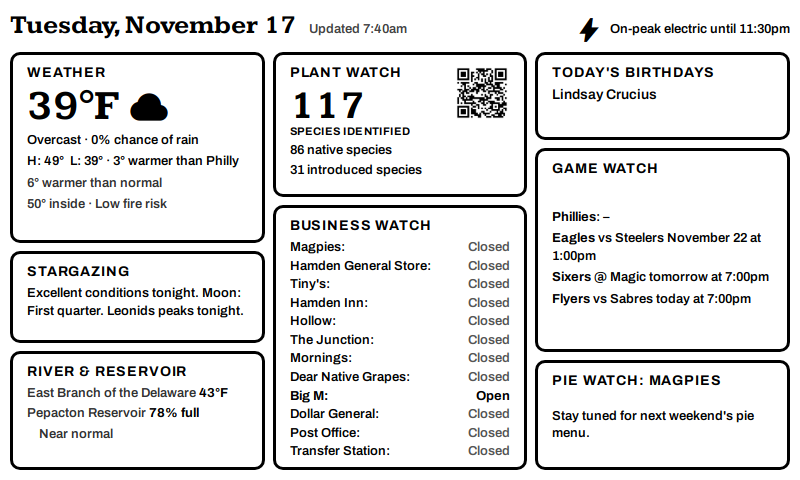 Tuesday, November 17 Updated 7:40am
On-peak electric until 11:30pm
WEATHER
39°F
Overcast · 0% chance of rain
H: 49° L: 39° · 3° warmer than Philly
6° warmer than normal
50° inside · Low fire risk
STARGAZING
Excellent conditions tonight. Moon:
First quarter. Leonids peaks tonight.
RIVER & RESERVOIR
East Branch of the Delaware 43°F
Pepacton Reservoir 78% full
Near normal
PLANT WATCH
117
SPECIES IDENTIFIED
86 native species
31 introduced species
BUSINESS WATCH
Magpies: Closed
Hamden General Store: Closed
Tiny's: Closed
Hamden Inn: Closed
Hollow: Closed
The Junction: Closed
Mornings: Closed
Dear Native Grapes: Closed
Big M: Open
Dollar General: Closed
Post Office: Closed
Transfer Station: Closed
TODAY'S BIRTHDAYS
Lindsay Crucius
GAME WATCH
Phillies: –
Eagles vs Steelers November 22 at
1:00pm
Sixers @ Magic tomorrow at 7:00pm
Flyers vs Sabres today at 7:00pm
PIE WATCH: MAGPIES
Stay tuned for next weekend's pie
menu.